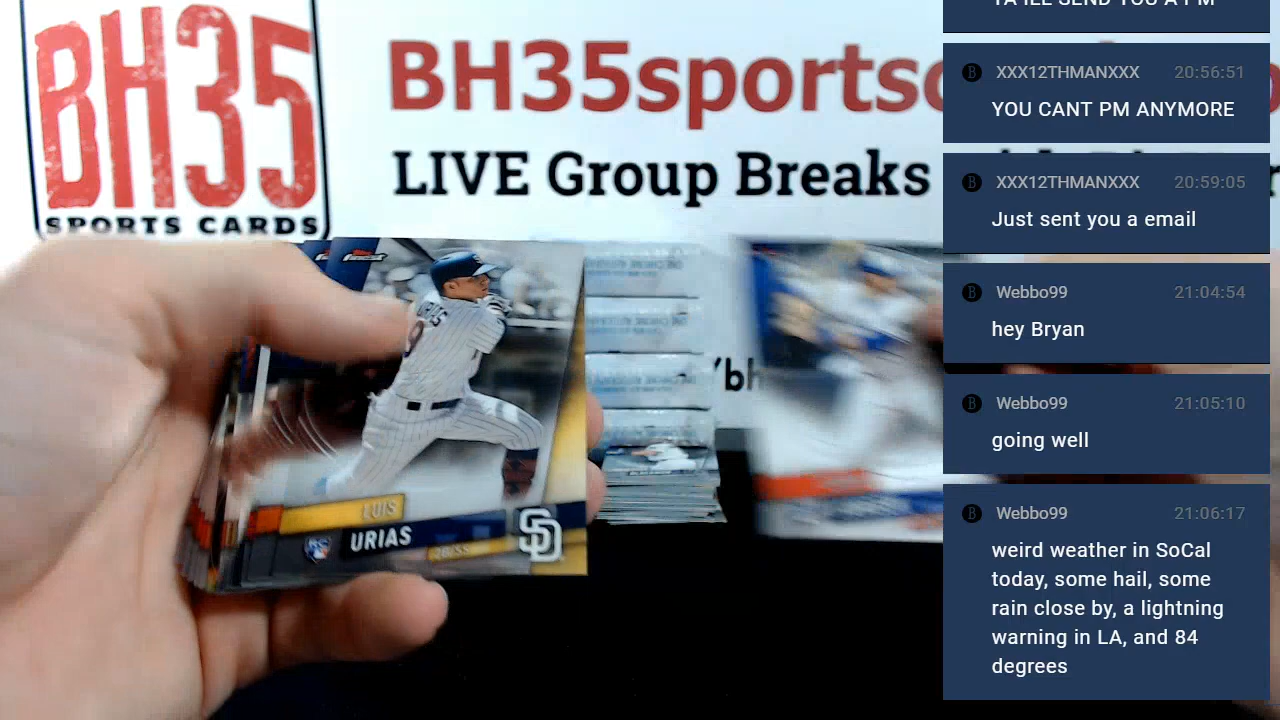 BH35
SPORTS CARDS
BH35sports
LIVE Group Breaks
finest
LUIS
URIAS
SD
XXX12THMANXXX 20:56:51
YOU CANT PM ANYMORE
XXX12THMANXXX 20:59:05
Just sent you a email
Webbo99 21:04:54
hey Bryan
Webbo99 21:05:10
going well
Webbo99 21:06:17
weird weather in SoCal
today, some hail, some
rain close by, a lightning
warning in LA, and 84
degrees